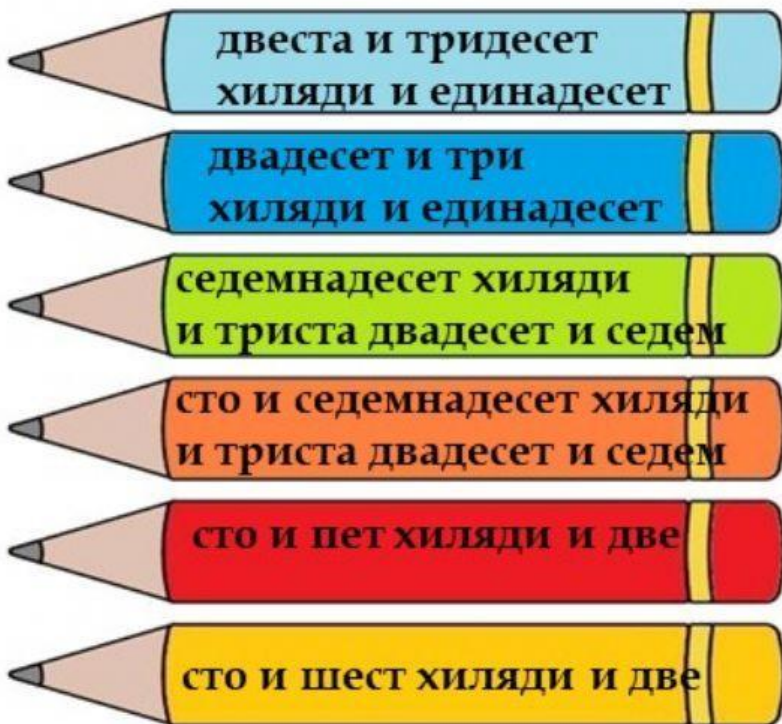 двеста и тридесет
хиляди и единадесет
двадесет и три
хиляди и единадесет
седемнадесет хиляди
и триста двадесет и седем
сто и седемнадесет хиляди
и триста двадесет и седем
сто и пет хиляди и две
сто и шест хиляди и две